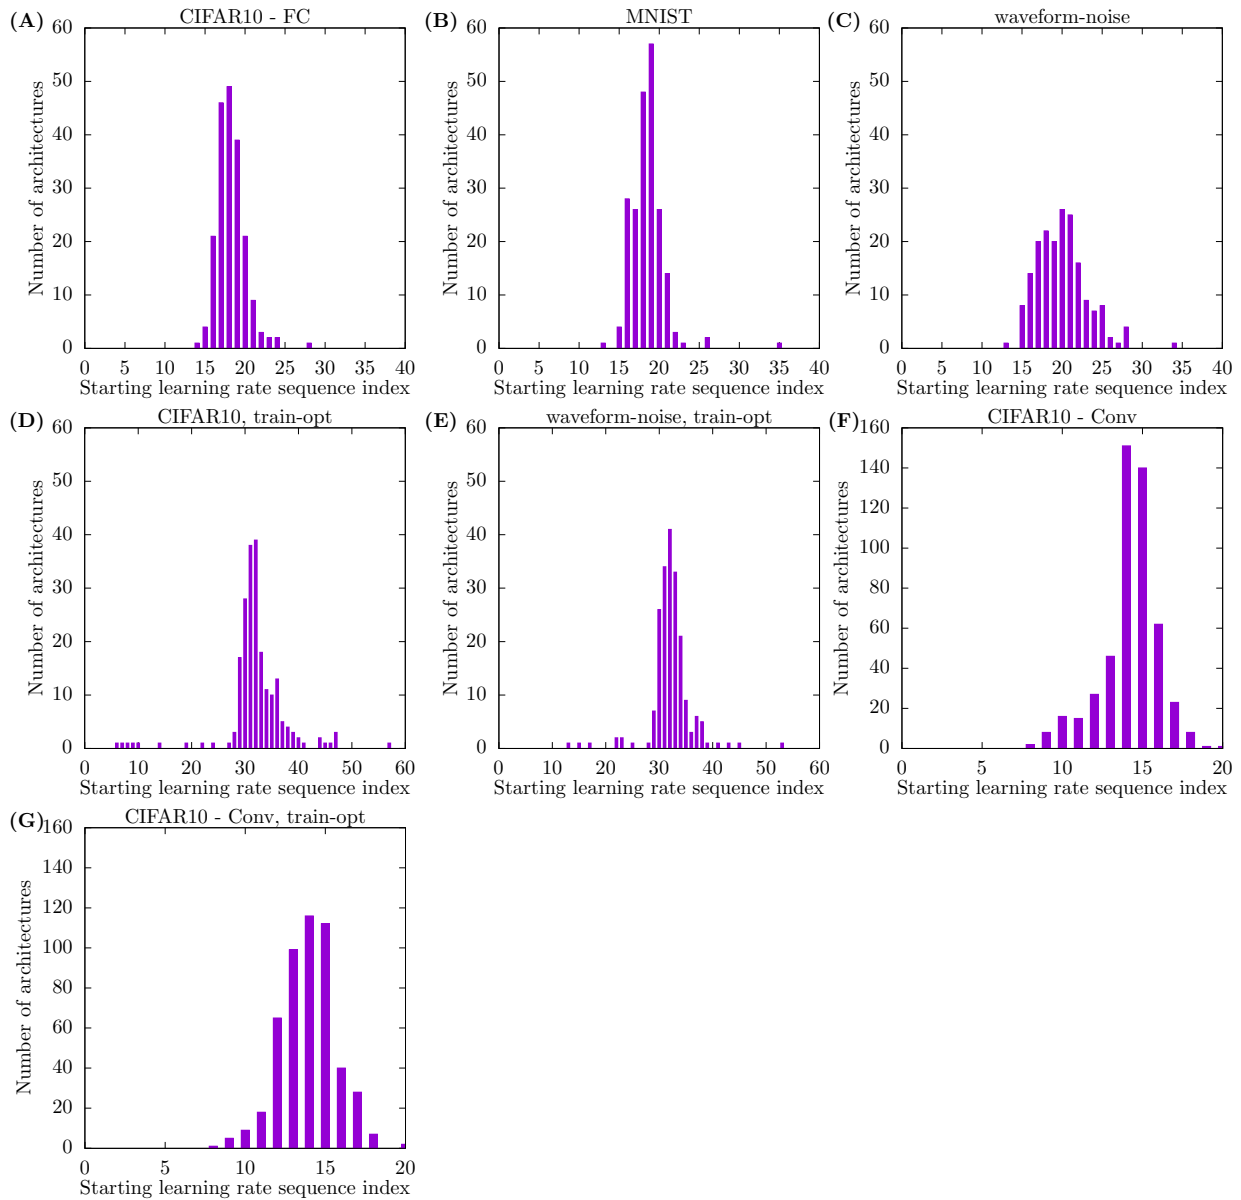 (A) CIFAR10 - FC
Number of architectures
60
50
40
30
20
10
0
0 5 10 15 20 25 30 35 40
Starting learning rate sequence index
(B) MNIST
Number of architectures
60
50
40
30
20
10
0
0 5 10 15 20 25 30 35 40
Starting learning rate sequence index
(C) waveform-noise
Number of architectures
60
50
40
30
20
10
0
0 5 10 15 20 25 30 35 40
Starting learning rate sequence index
(D) CIFAR10, train-opt
Number of architectures
60
50
40
30
20
10
0
0 10 20 30 40 50 60
Starting learning rate sequence index
(E) waveform-noise, train-opt
Number of architectures
60
50
40
30
20
10
0
0 10 20 30 40 50 60
Starting learning rate sequence index
(F) CIFAR10 - Conv
Number of architectures
160
140
120
100
80
60
40
20
0
0 5 10 15 20
Starting learning rate sequence index
(G) CIFAR10 - Conv, train-opt
Number of architectures
160
140
120
100
80
60
40
20
0
0 5 10 15 20
Starting learning rate sequence index